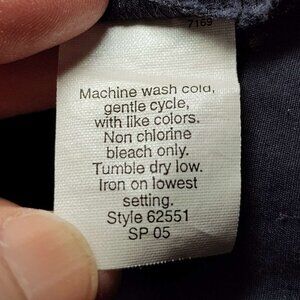 7169
Machine wash cold,
gentle cycle,
with like colors.
Non chlorine
bleach only.
Tumble dry low.
Iron on lowest
setting.
Style 62551
SP 05